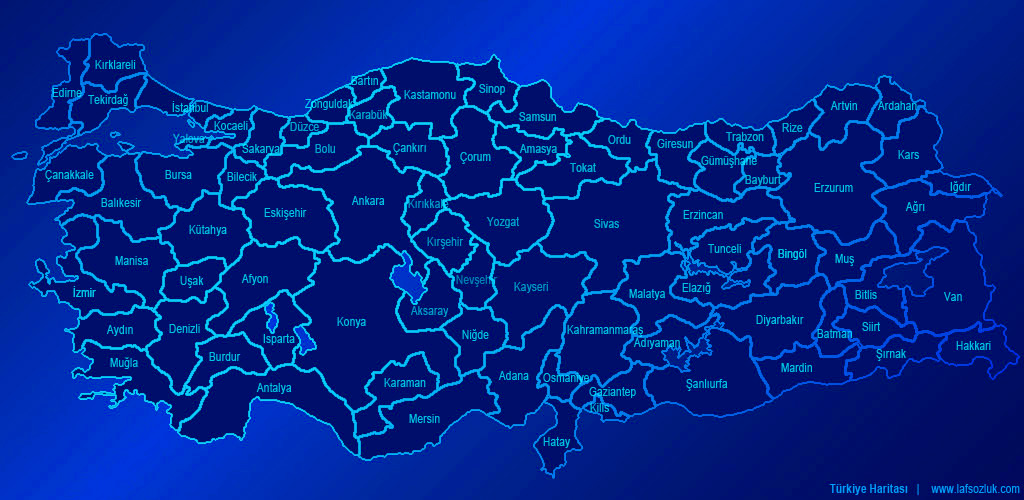 Kırklareli
Edirne
Tekirdağ
İstanbul
Kocaeli
Yalova
Sakarya
Düzce
Zonguldak
Bartın
Karabük
Kastamonu
Sinop
Samsun
Ordu
Giresun
Trabzon
Rize
Artvin
Ardahan
Çanakkale
Balıkesir
Bursa
Bilecik
Bolu
Çankırı
Çorum
Amasya
Tokat
Gümüşhane
Bayburt
Erzurum
Kars
Iğdır
Ağrı
Kütahya
Eskişehir
Ankara
Kırıkkale
Kırşehir
Yozgat
Sivas
Erzincan
Tunceli
Bingöl
Muş
Manisa
İzmir
Uşak
Afyon
Konya
Aksaray
Nevşehir
Kayseri
Malatya
Elazığ
Diyarbakır
Bitlis
Van
Batman
Siirt
Şırnak
Hakkari
Aydın
Denizli
Isparta
Burdur
Muğla
Antalya
Karaman
Mersin
Niğde
Adana
Kahramanmaraş
Adıyaman
Osmaniye
Gaziantep
Kilis
Hatay
Şanlıurfa
Mardin
Türkiye Haritası | www.lafsozluk.com